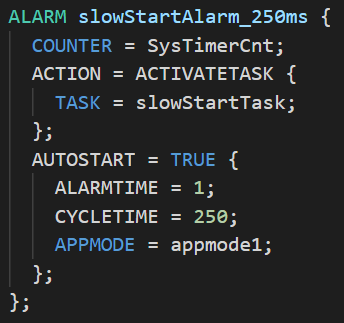 ALARM slowStartAlarm_250ms {
COUNTER = SysTimerCnt;
ACTION = ACTIVATETASK {
TASK = slowStartTask;
};
AUTOSTART = TRUE {
ALARMTIME = 1;
CYCLETIME = 250;
APPMODE = appmode1;
};
};